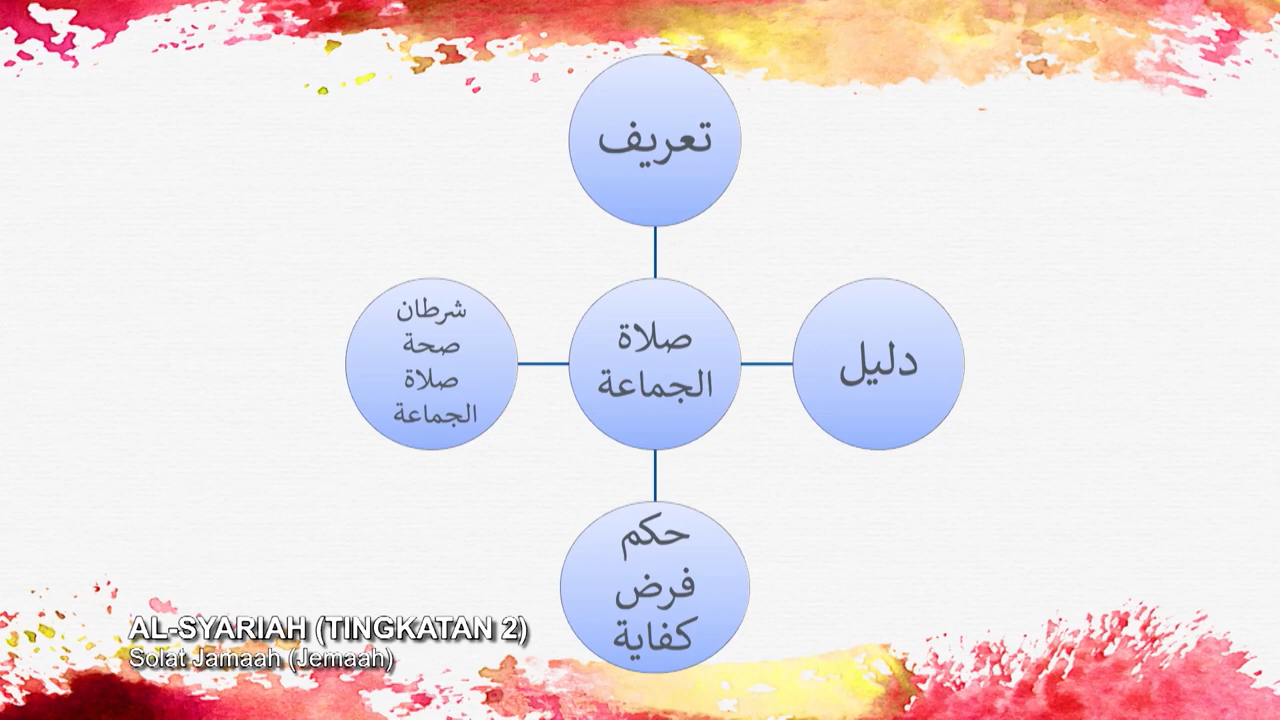 تعريف
شرطان
صحة
صلاة
الجماعة
صلاة
الجماعة
دليل
حكم
فرض
كفاية
AL-SYARIAH (TINGKATAN 2)
Solat Jamaah (Jemaah)